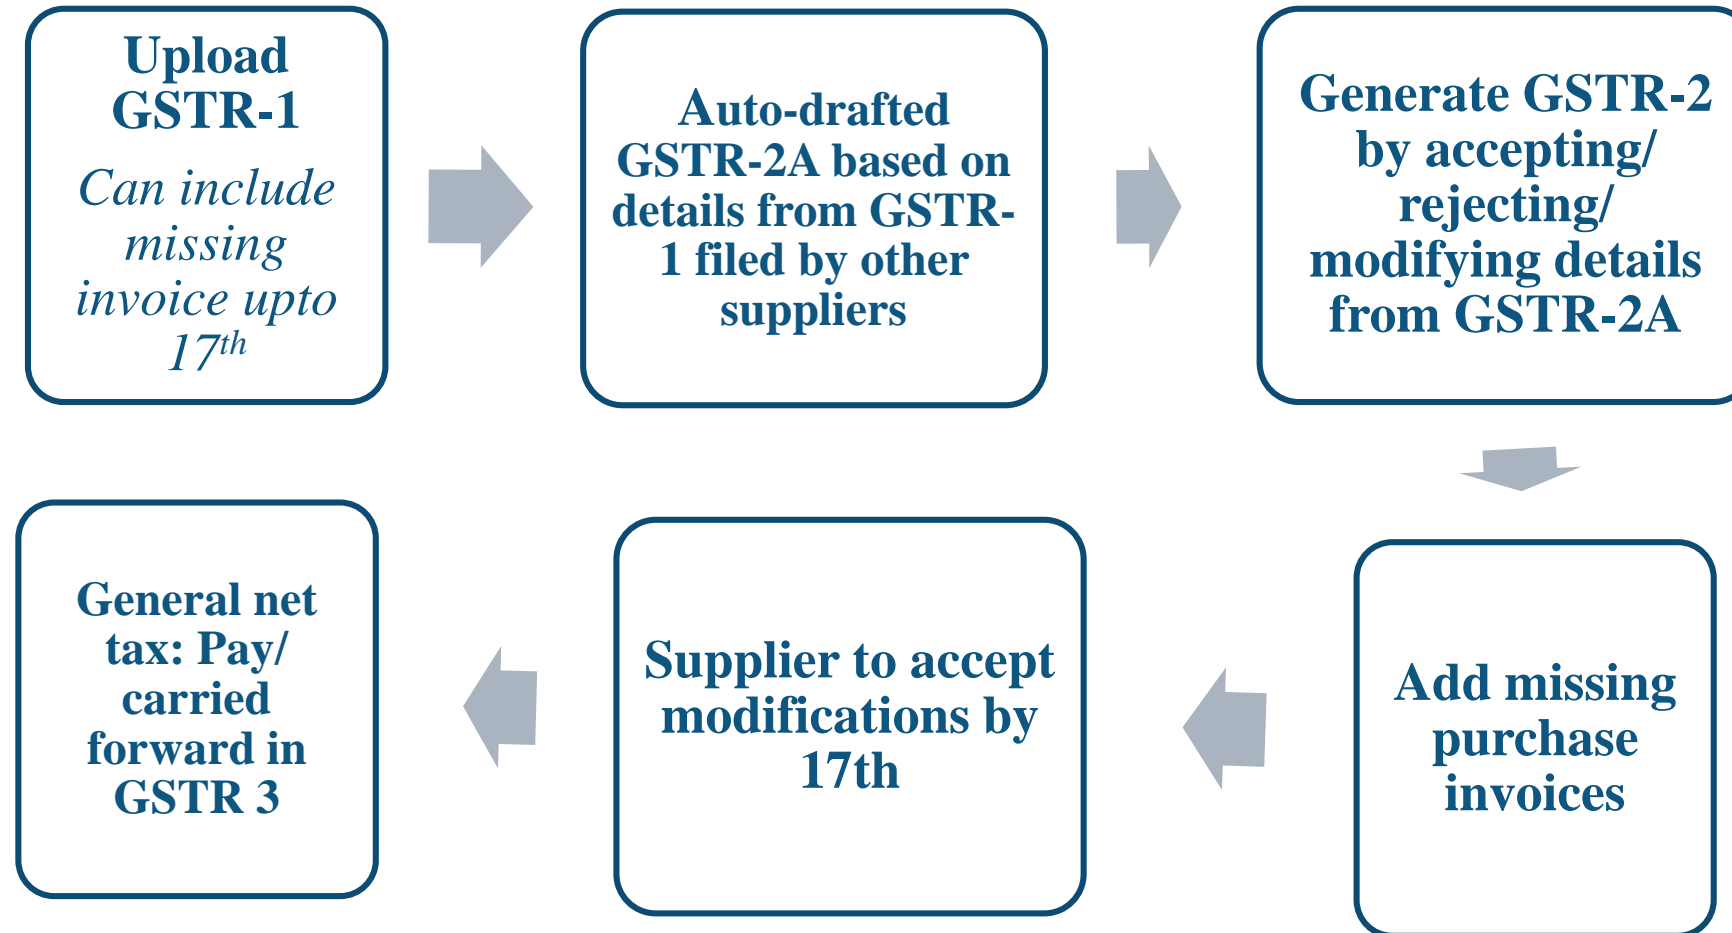 Upload
GSTR-1
Can include
missing
invoice upto
17th
Auto-drafted
GSTR-2A based on
details from GSTR-
1 filed by other
suppliers
Generate GSTR-2
by accepting/
rejecting/
modifying details
from GSTR-2A
Add missing
purchase
invoices
Supplier to accept
modifications by
17th
General net
tax: Pay/
carried
forward in
GSTR 3